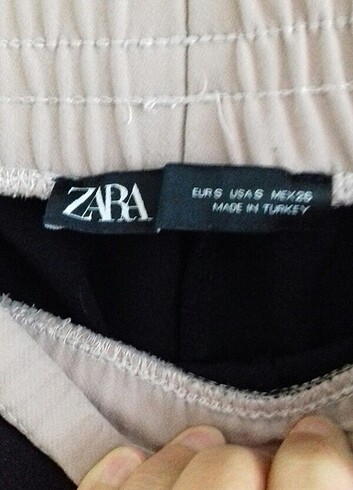 ZARA
EUR S USA S MEX 26
MADE IN TURKEY